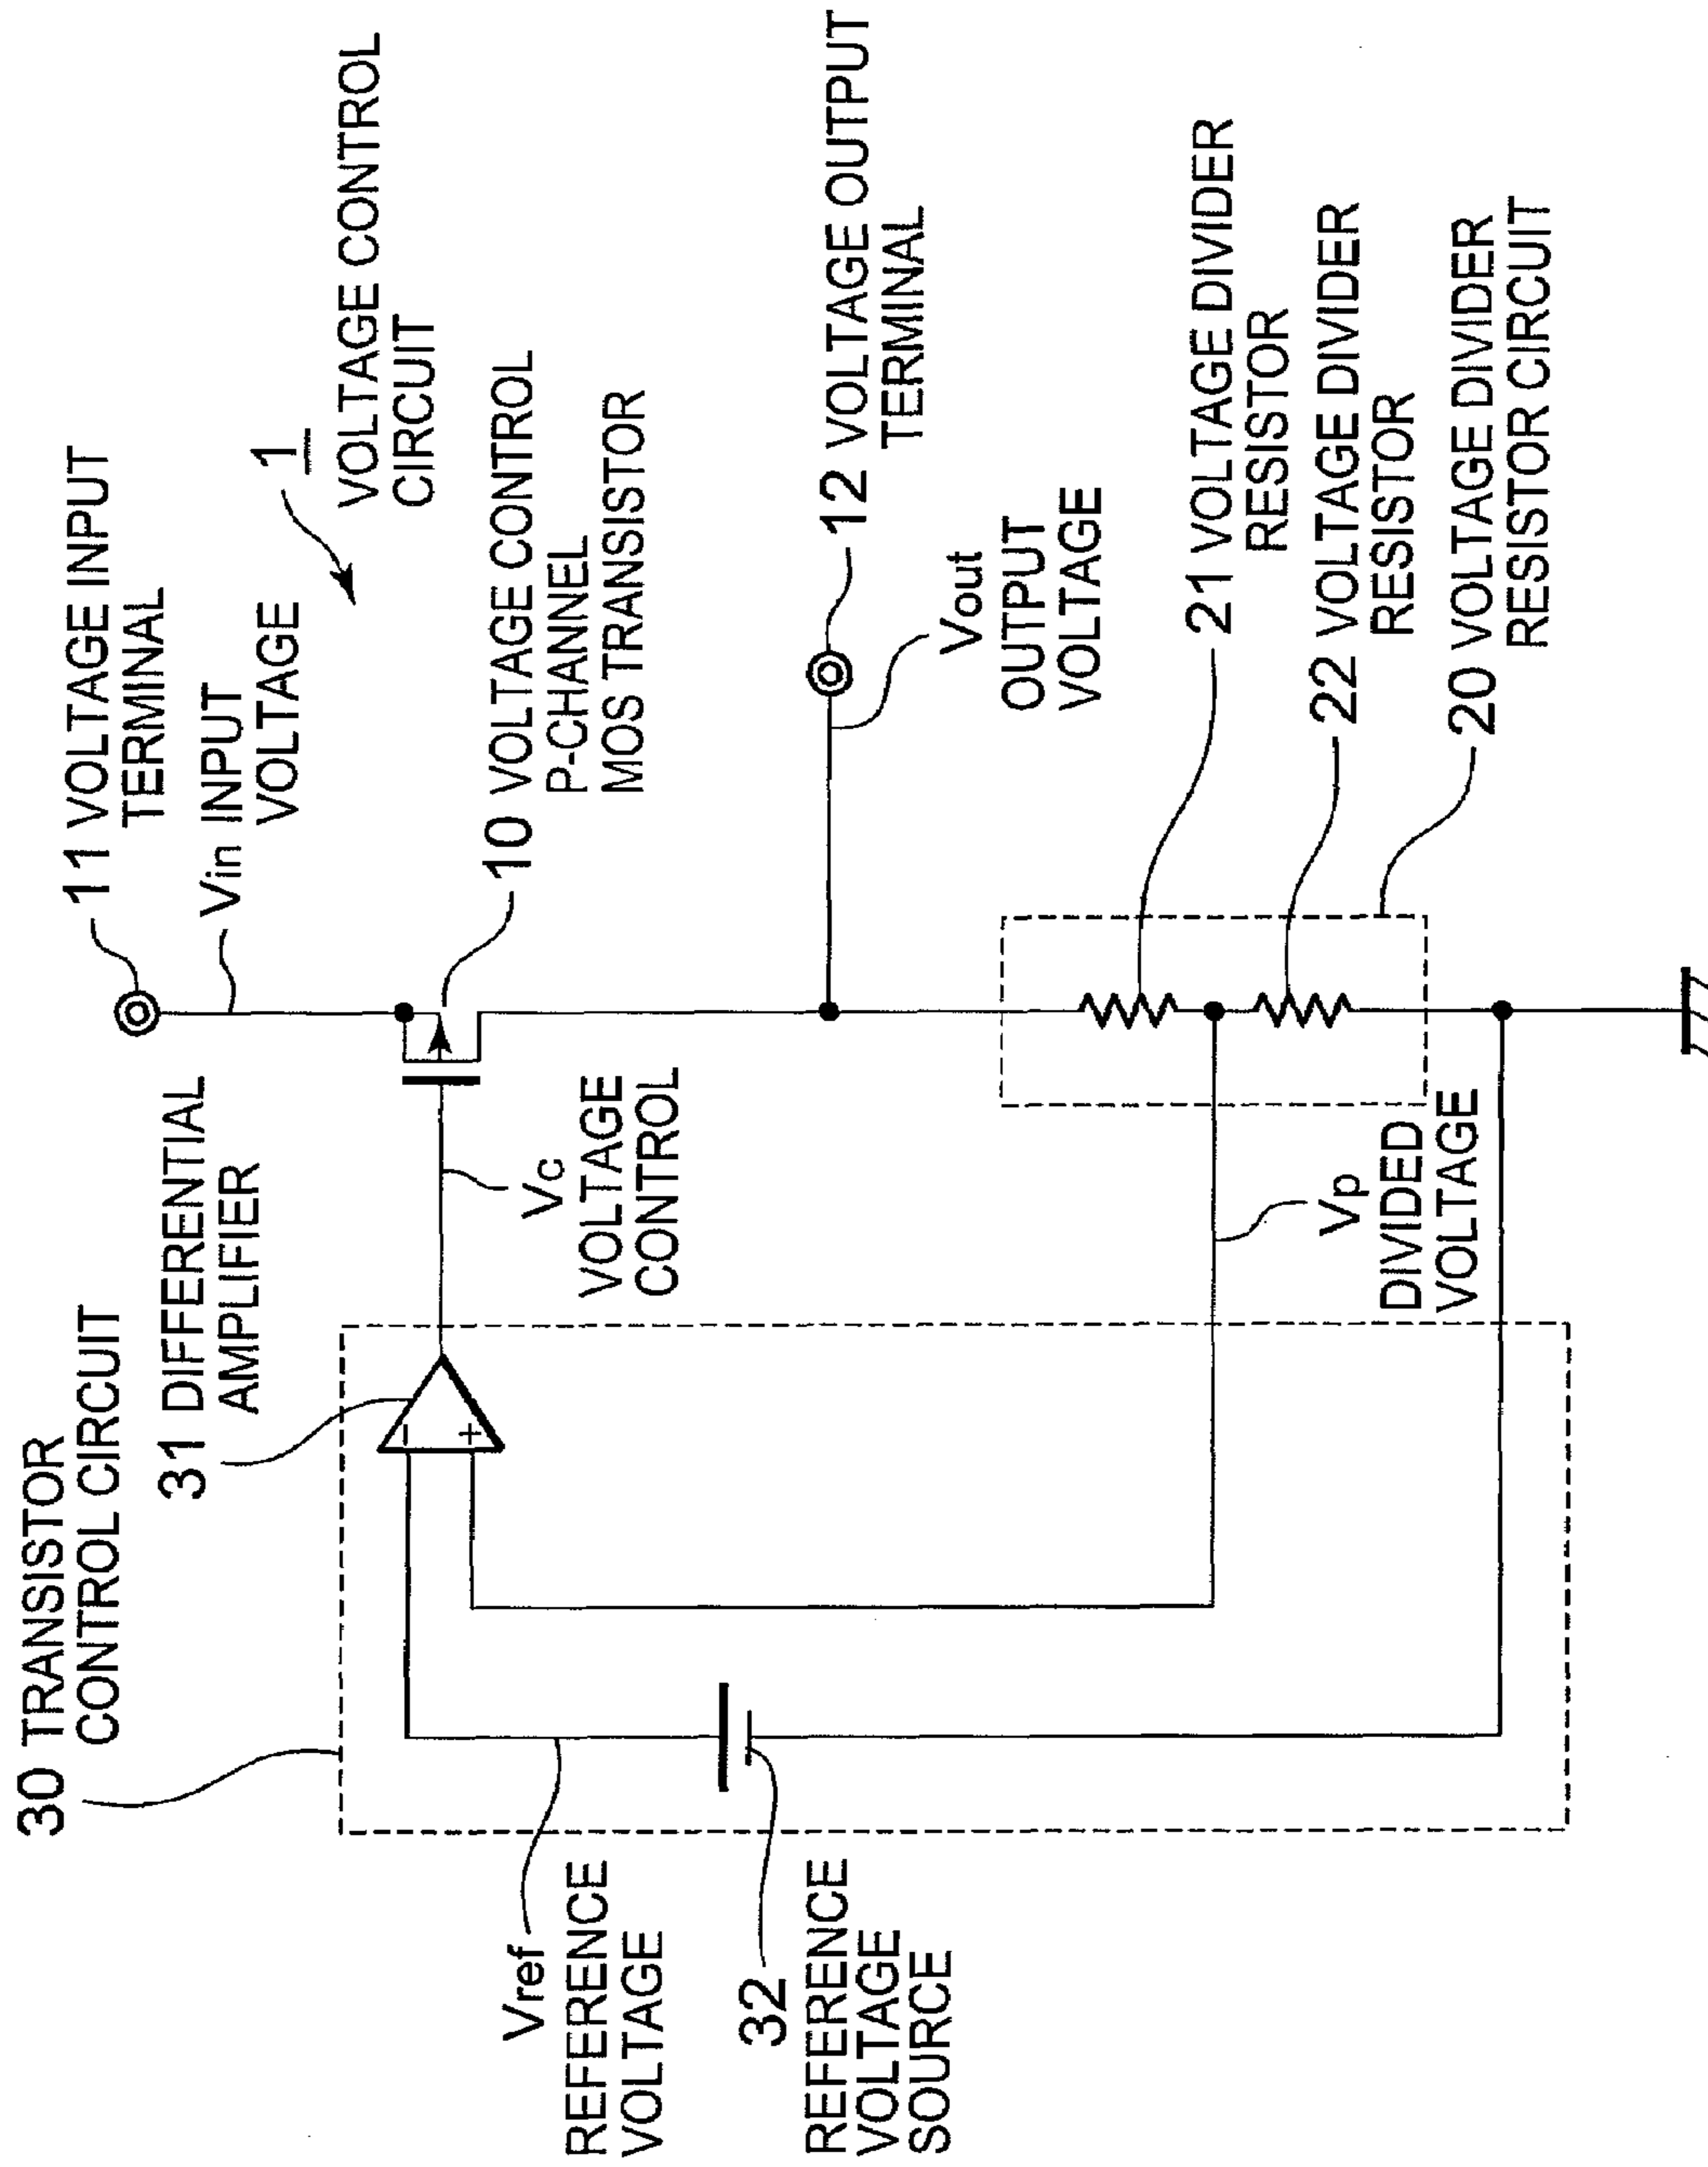 30 TRANSISTOR
CONTROL CIRCUIT
31 DIFFERENTIAL
AMPLIFIER
11 VOLTAGE INPUT
TERMINAL
Vin INPUT
VOLTAGE
1
VOLTAGE CONTROL
CIRCUIT
10 VOLTAGE CONTROL
P-CHANNEL
MOS TRANSISTOR
Vc
VOLTAGE
CONTROL
−
+
Vref
REFERENCE
VOLTAGE
32
REFERENCE
VOLTAGE
SOURCE
12 VOLTAGE OUTPUT
TERMINAL
Vout
OUTPUT
VOLTAGE
21 VOLTAGE DIVIDER
RESISTOR
22 VOLTAGE DIVIDER
RESISTOR
20 VOLTAGE DIVIDER
RESISTOR CIRCUIT
Vp
DIVIDED
VOLTAGE